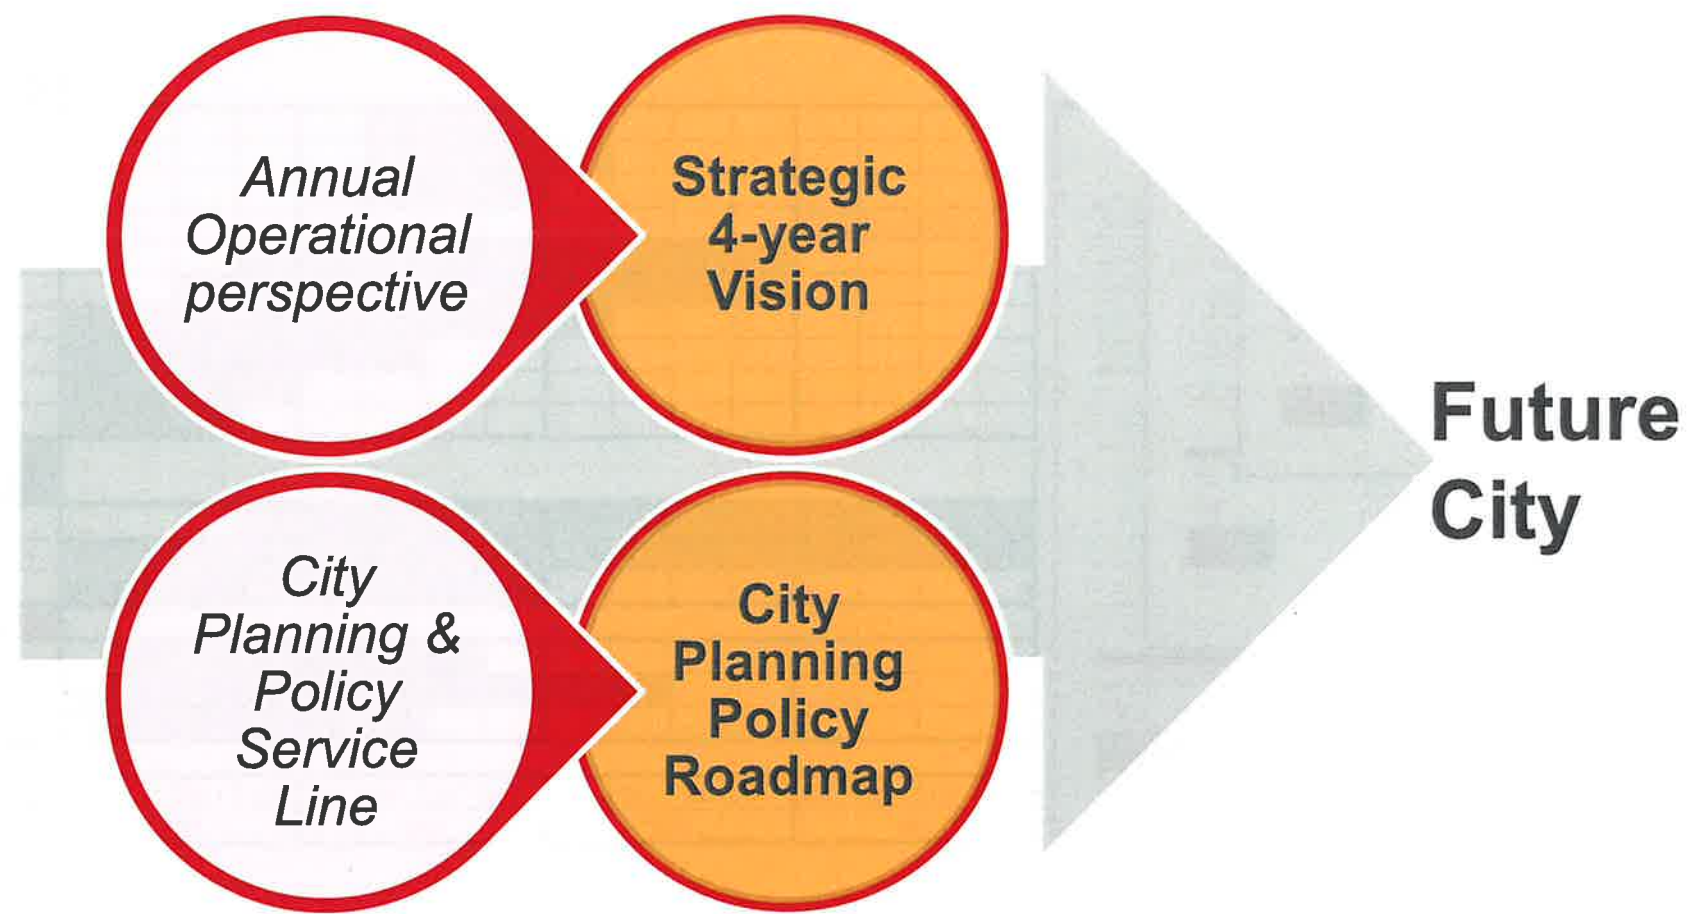 Annual
Operational
perspective
Strategic
4-year
Vision
City
Planning &
Policy
Service
Line
City
Planning
Policy
Roadmap
Future
City